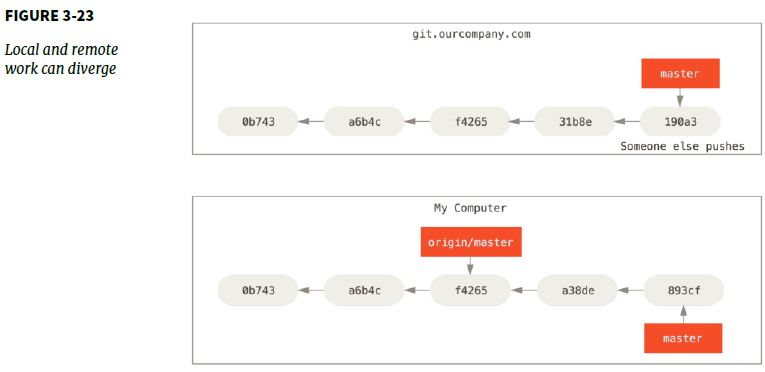 FIGURE 3-23
Local and remote
work can diverge
git.ourcompany.com
master
0b743
a6b4c
f4265
31b8e
190a3
Someone else pushes
My Computer
origin/master
0b743
a6b4c
f4265
a38de
893cf
master